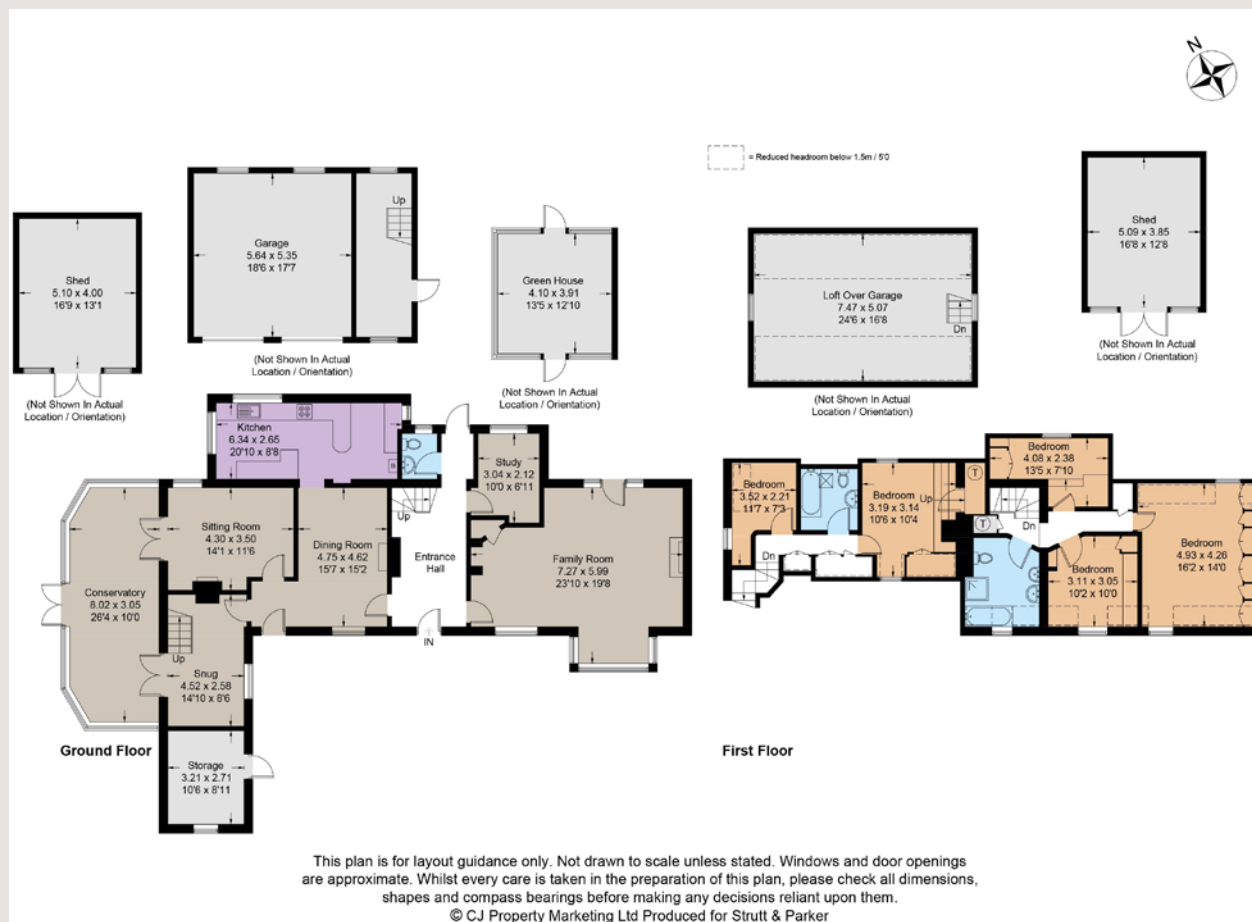 N
= Reduced headroom below 1.5m / 5'0
Shed
5.10 x 4.00
16'9 x 13'1
(Not Shown In Actual
Location / Orientation)
Garage
5.64 x 5.35
18'6 x 17'7
Up
(Not Shown In Actual
Location / Orientation)
Green House
4.10 x 3.91
13'5 x 12'10
(Not Shown In Actual
Location / Orientation)
Loft Over Garage
7.47 x 5.07
24'6 x 16'8
Dn
(Not Shown In Actual
Location / Orientation)
Shed
5.09 x 3.85
16'8 x 12'8
(Not Shown In Actual
Location / Orientation)
Kitchen
6.34 x 2.65
20'10 x 8'8
Study
3.04 x 2.12
10'0 x 6'11
Sitting Room
4.30 x 3.50
14'1 x 11'6
Dining Room
4.75 x 4.62
15'7 x 15'2
Up
Entrance
Hall
IN
Family Room
7.27 x 5.99
23'10 x 19'8
Conservatory
8.02 x 3.05
26'4 x 10'0
Up
Snug
4.52 x 2.58
14'10 x 8'6
Storage
3.21 x 2.71
10'6 x 8'11
Ground Floor
Bedroom
3.52 x 2.21
11'7 x 7'3
Dn
Bedroom
3.19 x 3.14
10'6 x 10'4
Up
T
T
Dn
Bedroom
4.08 x 2.38
13'5 x 7'10
Bedroom
3.11 x 3.05
10'2 x 10'0
Bedroom
4.93 x 4.26
16'2 x 14'0
First Floor
This plan is for layout guidance only. Not drawn to scale unless stated. Windows and door openings
are approximate. Whilst every care is taken in the preparation of this plan, please check all dimensions,
shapes and compass bearings before making any decisions reliant upon them.
© CJ Property Marketing Ltd Produced for Strutt & Parker